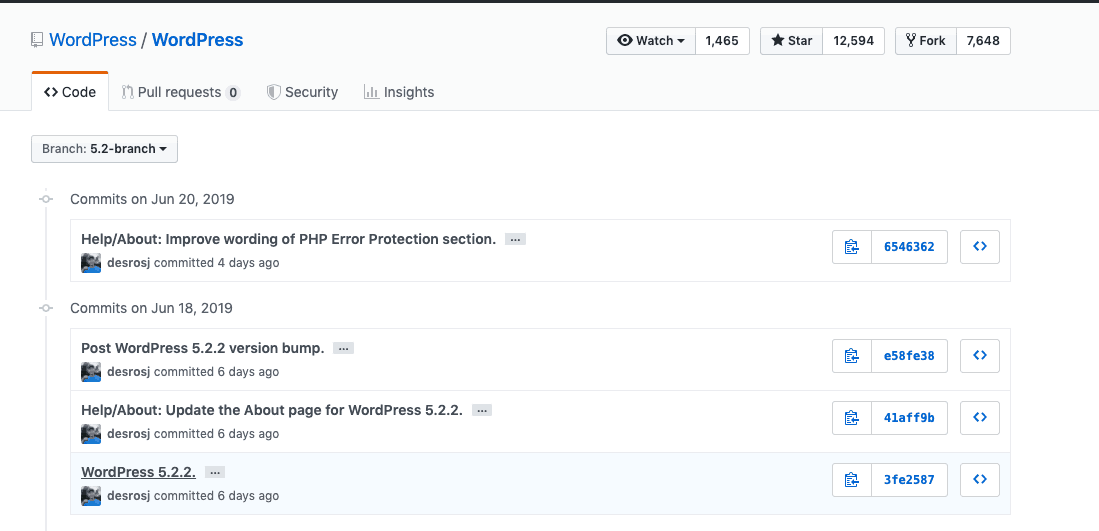 WordPress / WordPress
Watch 1,465 Star 12,594 Fork 7,648
Code Pull requests 0 Security Insights
Branch: 5.2-branch
Commits on Jun 20, 2019
Help/About: Improve wording of PHP Error Protection section. ...
desrosj committed 4 days ago
6546362
Commits on Jun 18, 2019
Post WordPress 5.2.2 version bump. ...
desrosj committed 6 days ago
e58fe38
Help/About: Update the About page for WordPress 5.2.2. ...
desrosj committed 6 days ago
41aff9b
WordPress 5.2.2. ...
desrosj committed 6 days ago
3fe2587